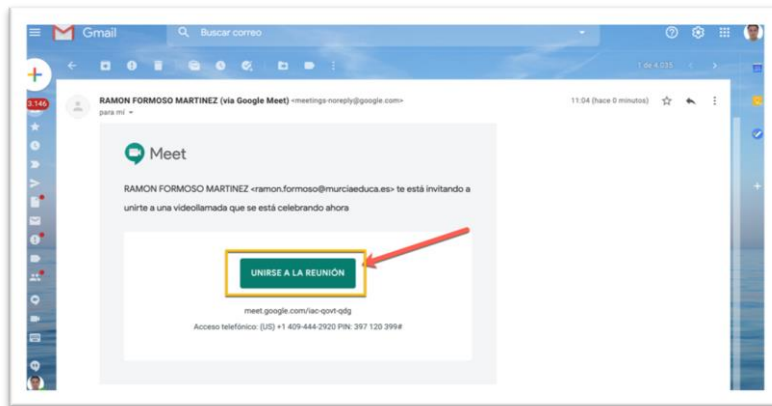 Gmail
Buscar correo
1 de 4.035
3.146
RAMON FORMOSO MARTINEZ (via Google Meet) <meetings-noreply@google.com>
11:04 (hace 0 minutos)
para mí
Meet
RAMON FORMOSO MARTINEZ <ramon.formoso@murciaeduca.es> te está invitando a
unirte a una videollamada que se está celebrando ahora
UNIRSE A LA REUNIÓN
meet.google.com/iac-qovt-qdg
Acceso telefónico: (US) +1 409-444-2920 PIN: 397 120 399#